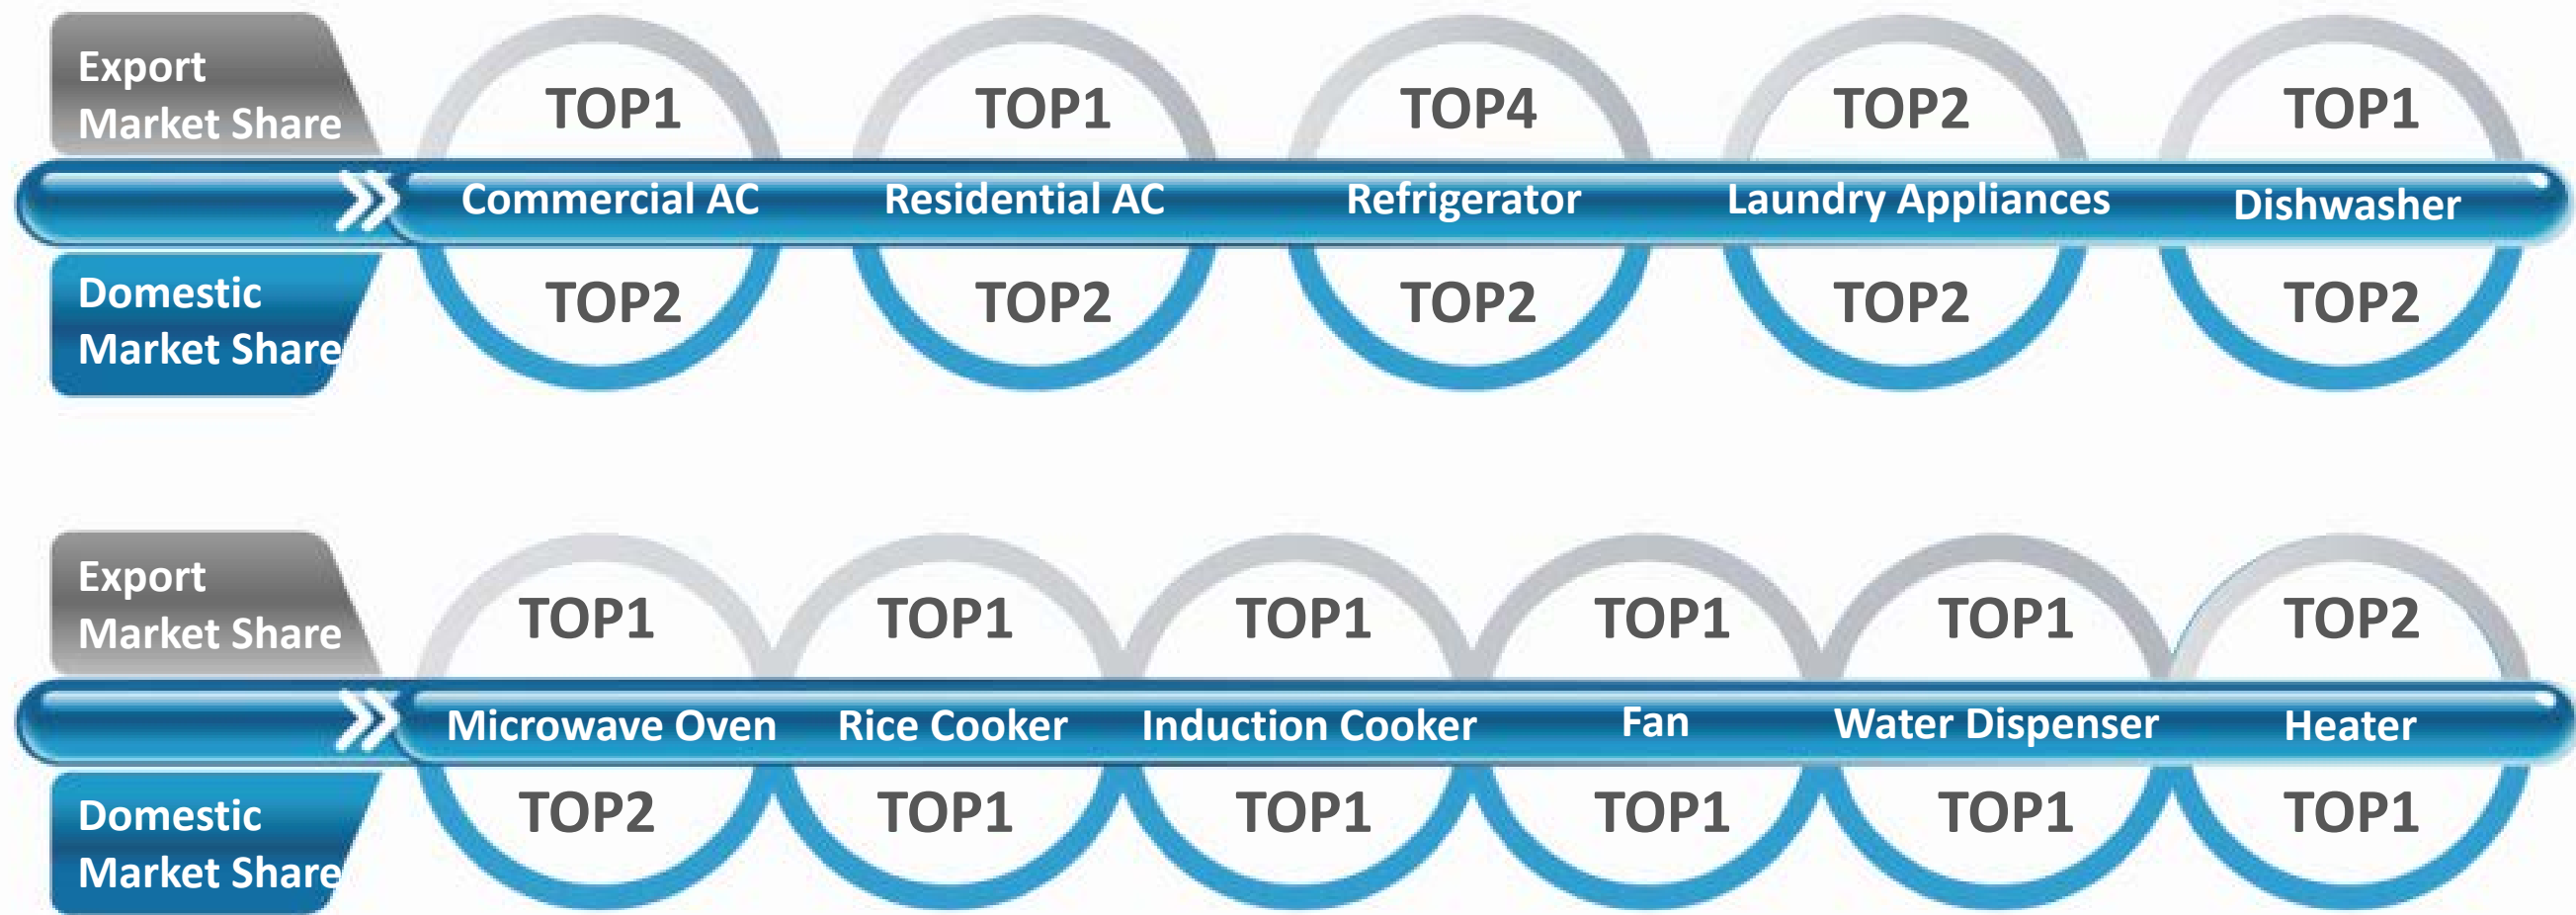 Export
Market Share
TOP1 TOP1 TOP4 TOP2 TOP1
Commercial AC Residential AC Refrigerator Laundry Appliances Dishwasher
Domestic
Market Share
TOP2 TOP2 TOP2 TOP2 TOP2
Export
Market Share
TOP1 TOP1 TOP1 TOP1 TOP1 TOP2
Microwave Oven Rice Cooker Induction Cooker Fan Water Dispenser Heater
Domestic
Market Share
TOP2 TOP1 TOP1 TOP1 TOP1 TOP1